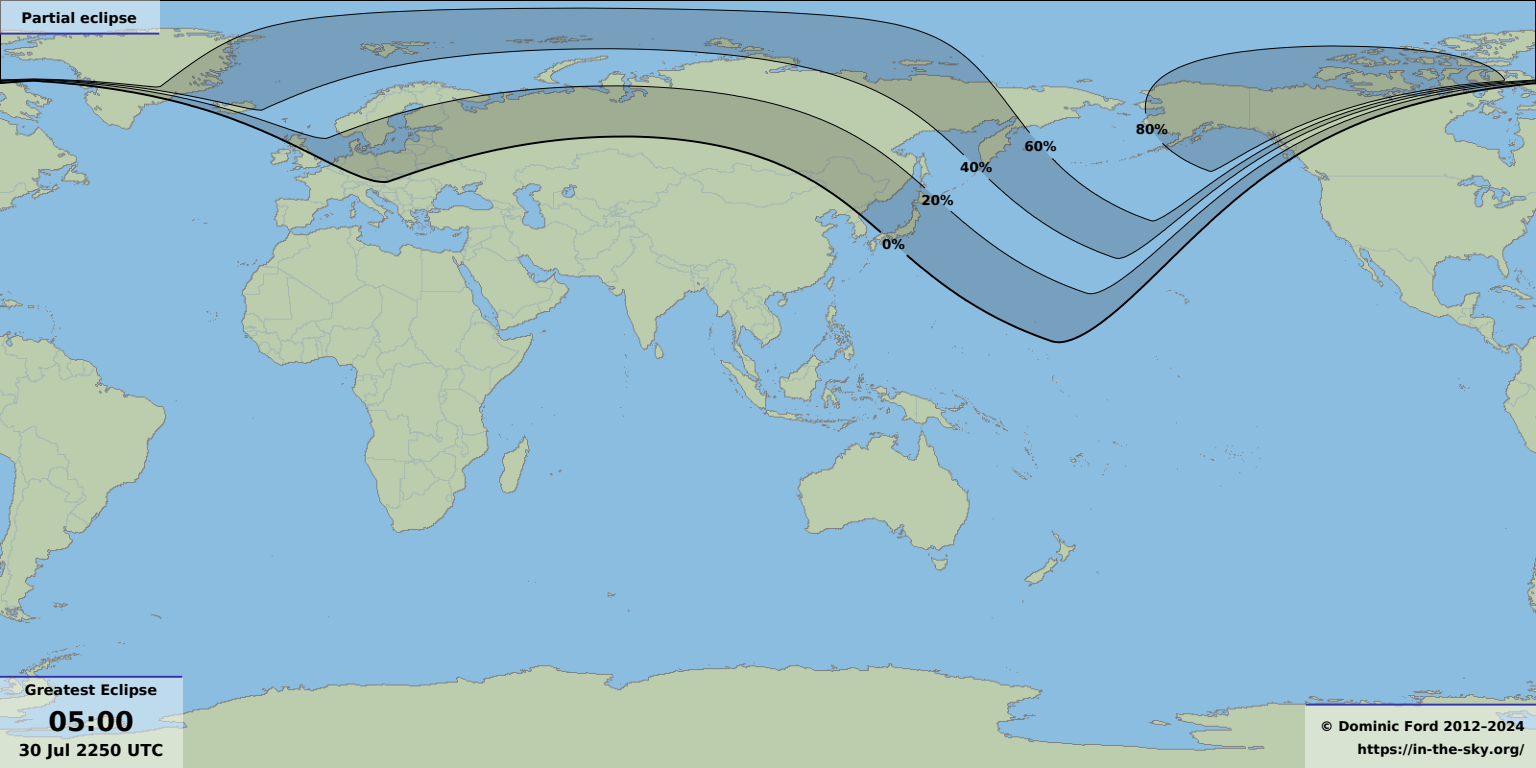 Partial eclipse
80%
60%
40%
20%
0%
Greatest Eclipse
05:00
30 Jul 2250 UTC
© Dominic Ford 2012–2024
https://in-the-sky.org/